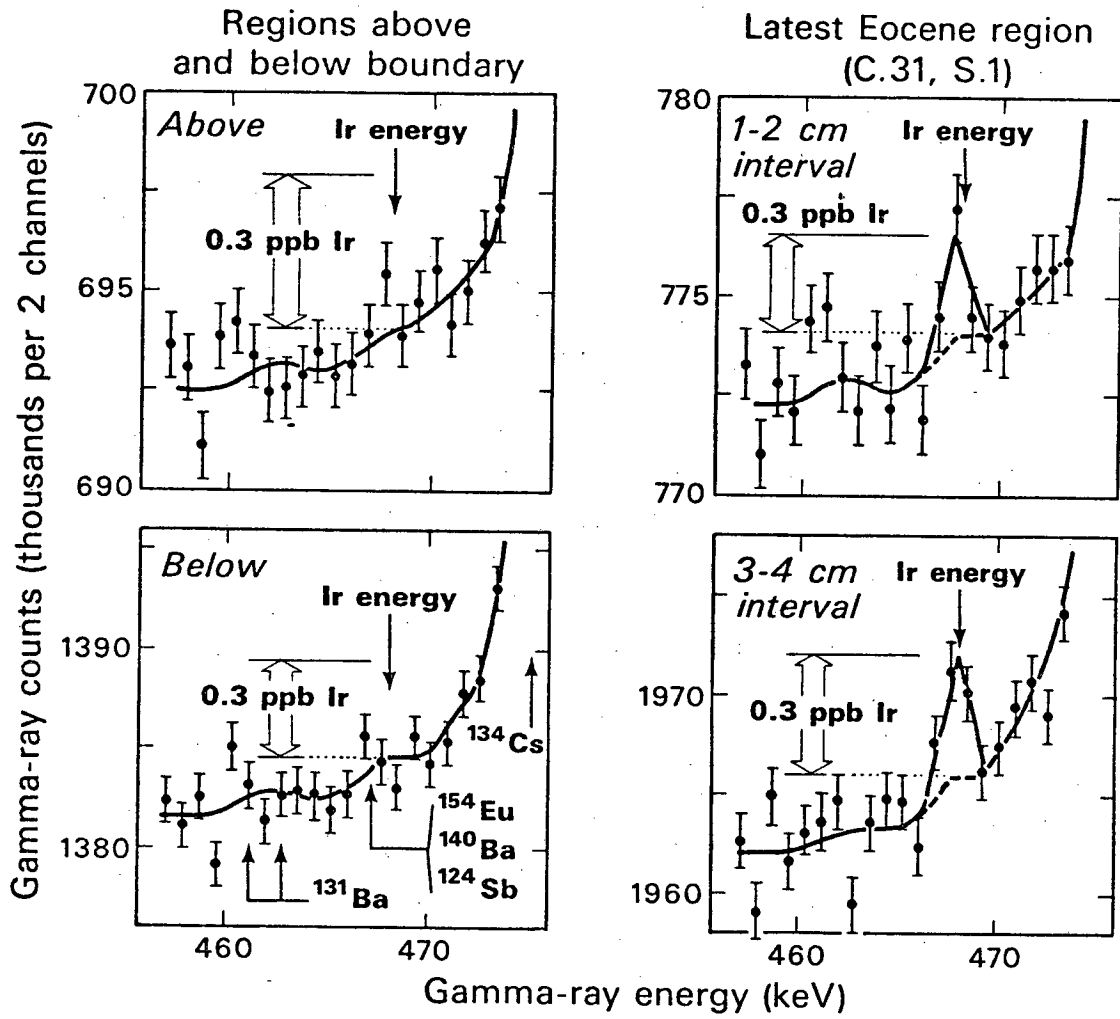 Regions above
and below boundary
Latest Eocene region
(C.31, S.1)
Gamma-ray counts (thousands per 2 channels)
700
695
690
Above
Ir energy
0.3 ppb Ir
780
775
770
1-2 cm
interval
Ir energy
0.3 ppb Ir
1390
1380
Below
Ir energy
0.3 ppb Ir
¹³⁴Cs
¹⁵⁴Eu
¹⁴⁰Ba
¹²⁴Sb
¹³¹Ba
460
470
1970
1960
3-4 cm
interval
Ir energy
0.3 ppb Ir
460
470
Gamma-ray energy (keV)